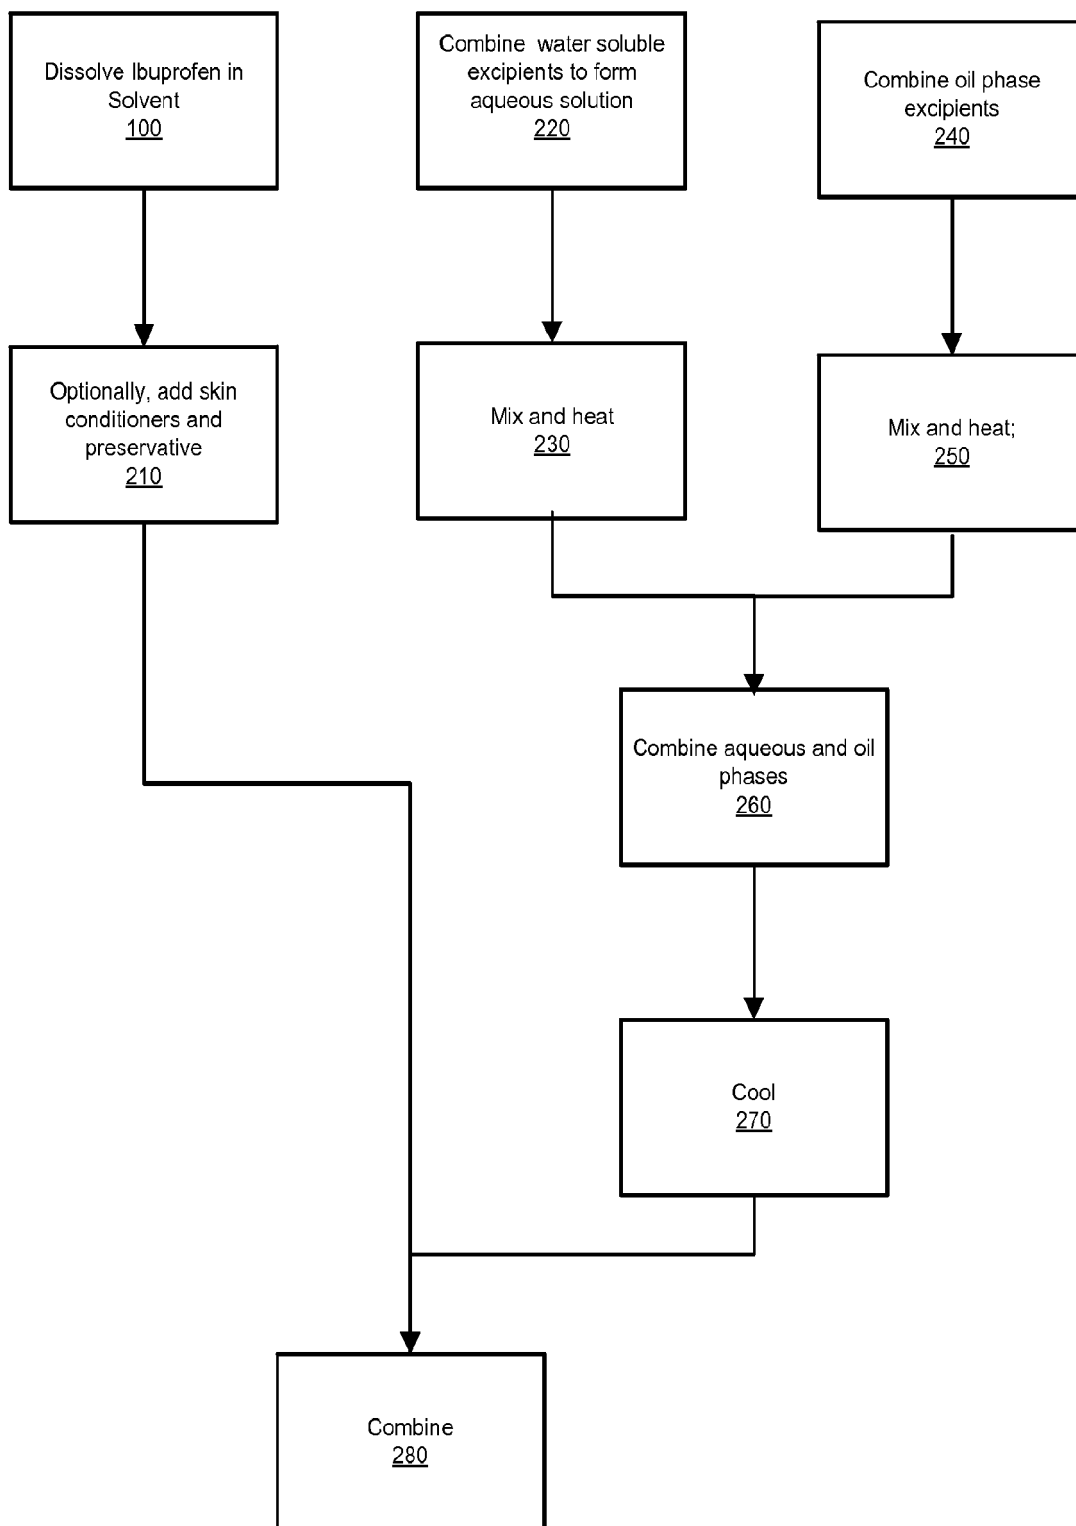 Dissolve Ibuprofen in
Solvent
100
Combine water soluble
excipients to form
aqueous solution
220
Combine oil phase
excipients
240
Optionally, add skin
conditioners and
preservative
210
Mix and heat
230
Mix and heat;
250
Combine aqueous and oil
phases
260
Cool
270
Combine
280